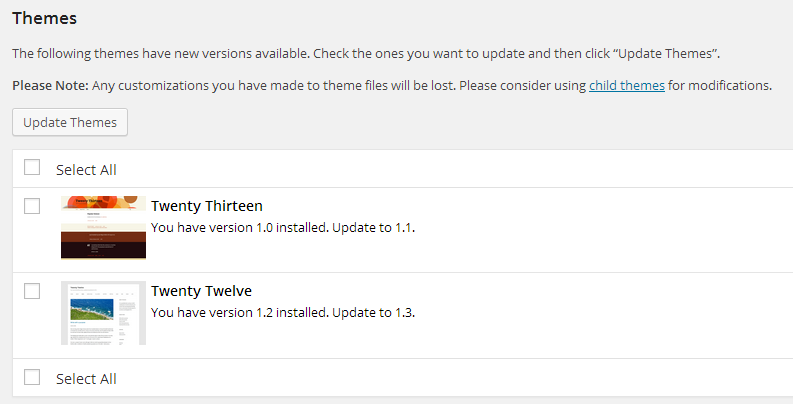 Themes
The following themes have new versions available. Check the ones you want to update and then click “Update Themes”.
Please Note: Any customizations you have made to theme files will be lost. Please consider using child themes for modifications.
Update Themes
Select All
Twenty Thirteen
You have version 1.0 installed. Update to 1.1.
Twenty Twelve
You have version 1.2 installed. Update to 1.3.
Select All